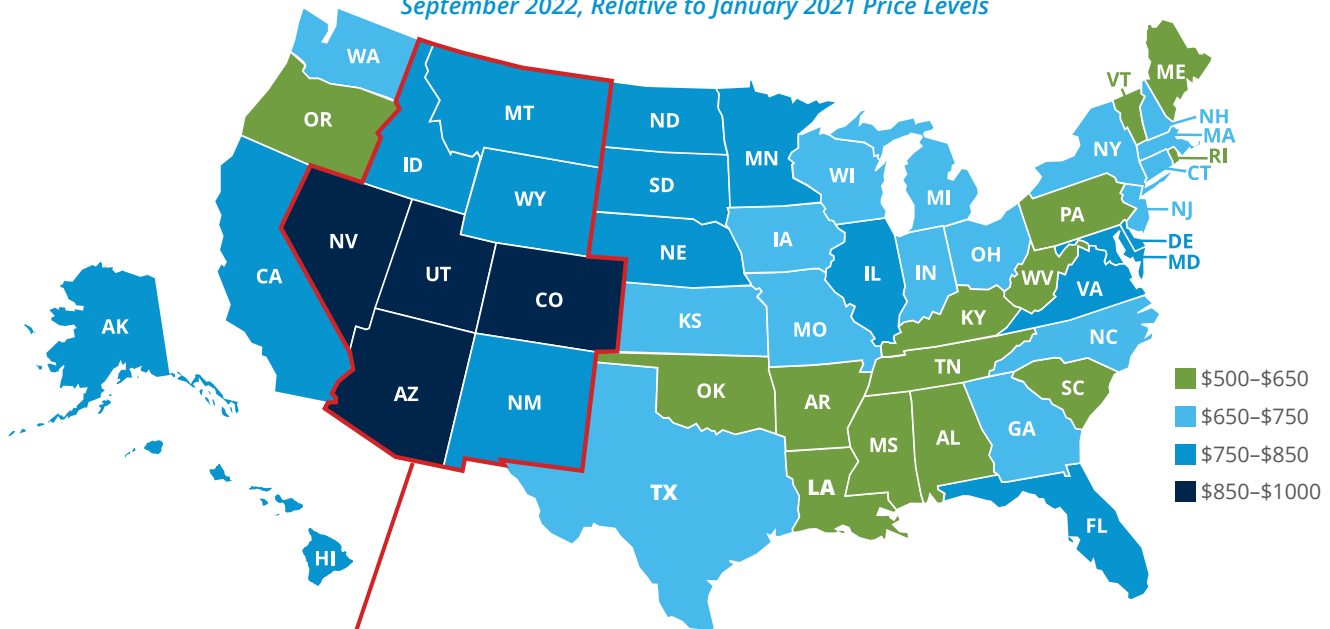 September 2022, Relative to January 2021 Price Levels
WA
OR
MT
ID
WY
ND
SD
NE
MN
WI
MI
IA
IL
IN
OH
NY
PA
VT
ME
NH
MA
RI
CT
NJ
DE
MD
VA
WV
KY
NC
TN
SC
GA
AL
MS
AR
LA
OK
KS
MO
TX
FL
CA
NV
UT
CO
AZ
NM
AK
HI
$500–$650
$650–$750
$750–$850
$850–$1000